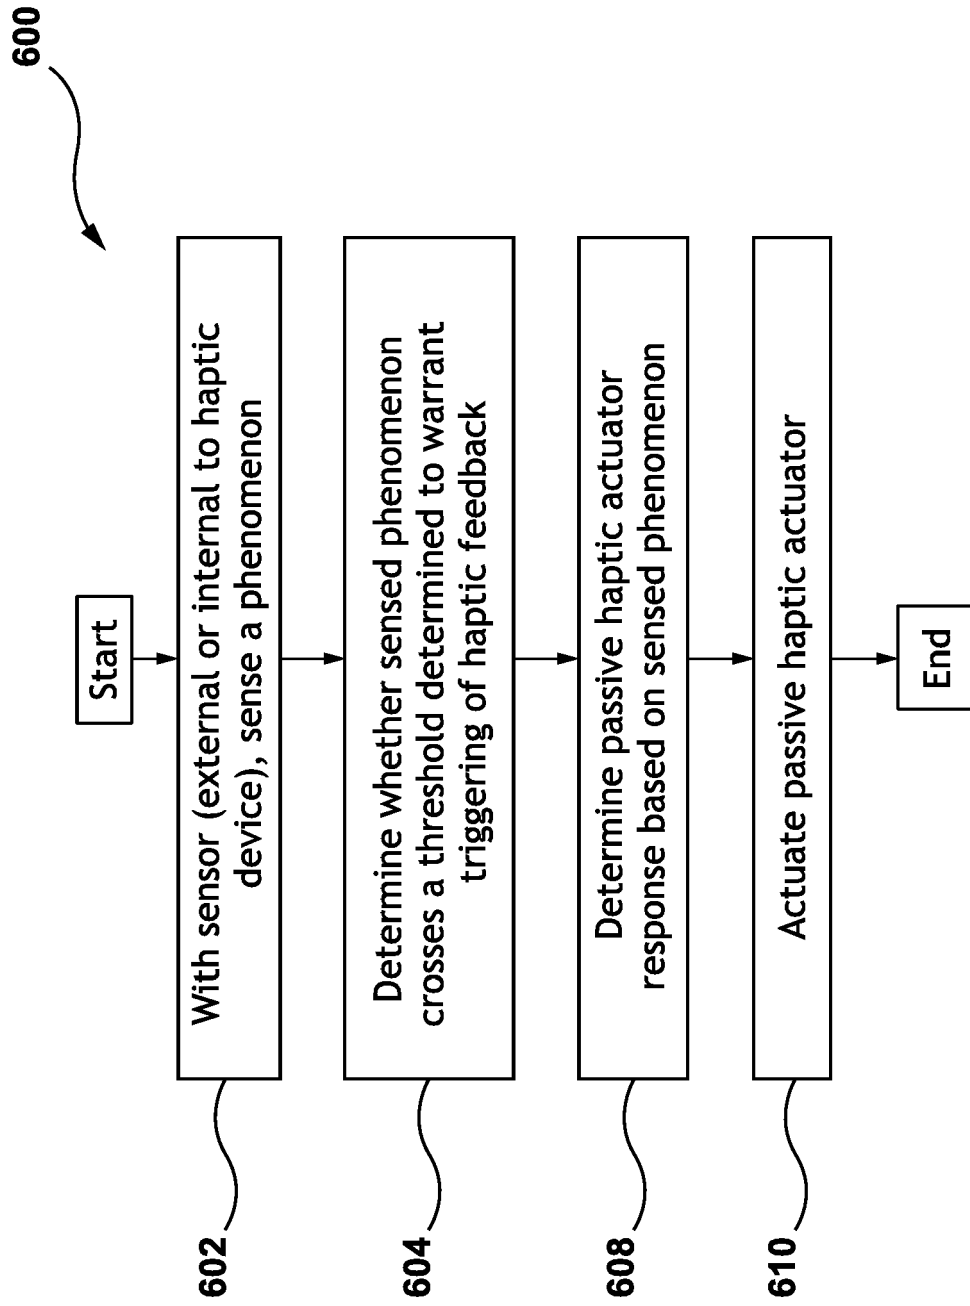 600
Start
602
With sensor (external or internal to haptic
device), sense a phenomenon
604
Determine whether sensed phenomenon
crosses a threshold determined to warrant
triggering of haptic feedback
608
Determine passive haptic actuator
response based on sensed phenomenon
610
Actuate passive haptic actuator
End